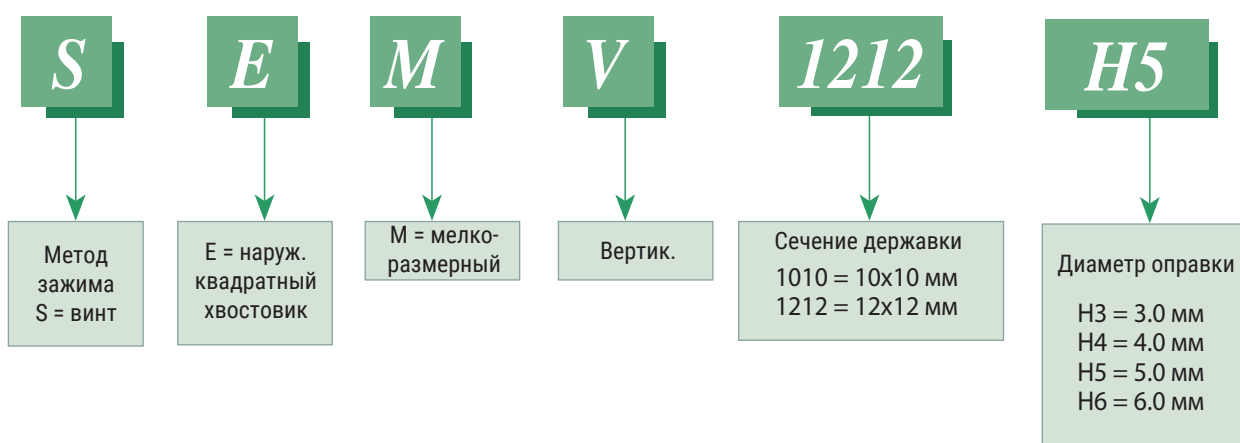 S E M V 1212 H5
Метод
зажима
S = винт
E = наруж.
квадратный
хвостовик
M = мелко-
размерный
Вертик.
Сечение державки
1010 = 10x10 мм
1212 = 12x12 мм
Диаметр оправки
H3 = 3.0 мм
H4 = 4.0 мм
H5 = 5.0 мм
H6 = 6.0 мм